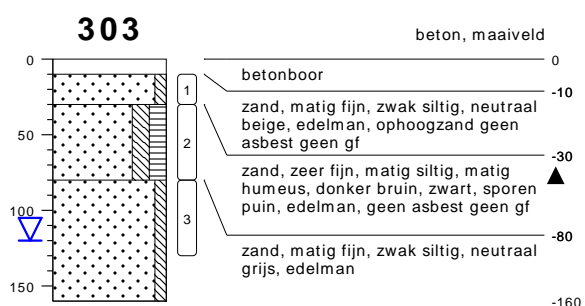 303
beton, maaiveld
0
0
betonboor
-10
1
zand, matig fijn, zwak siltig, neutraal
beige, edelman, ophoogzand geen
asbest geen gf
50
2
-30
zand, zeer fijn, matig siltig, matig
humeus, donker bruin, zwart, sporen
puin, edelman, geen asbest geen gf
100
3
-80
zand, matig fijn, zwak siltig, neutraal
grijs, edelman
150
-160